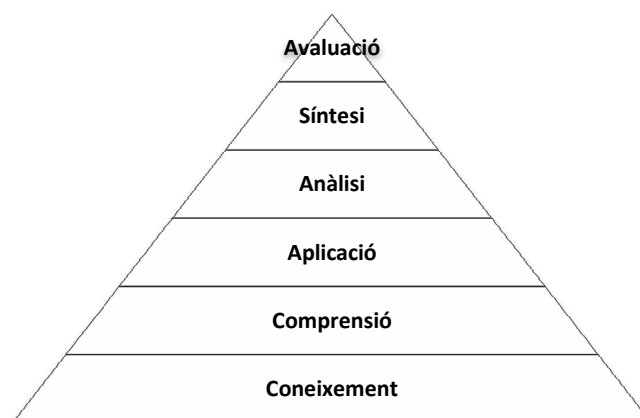 Avaluació
Síntesi
Anàlisi
Aplicació
Comprensió
Coneixement